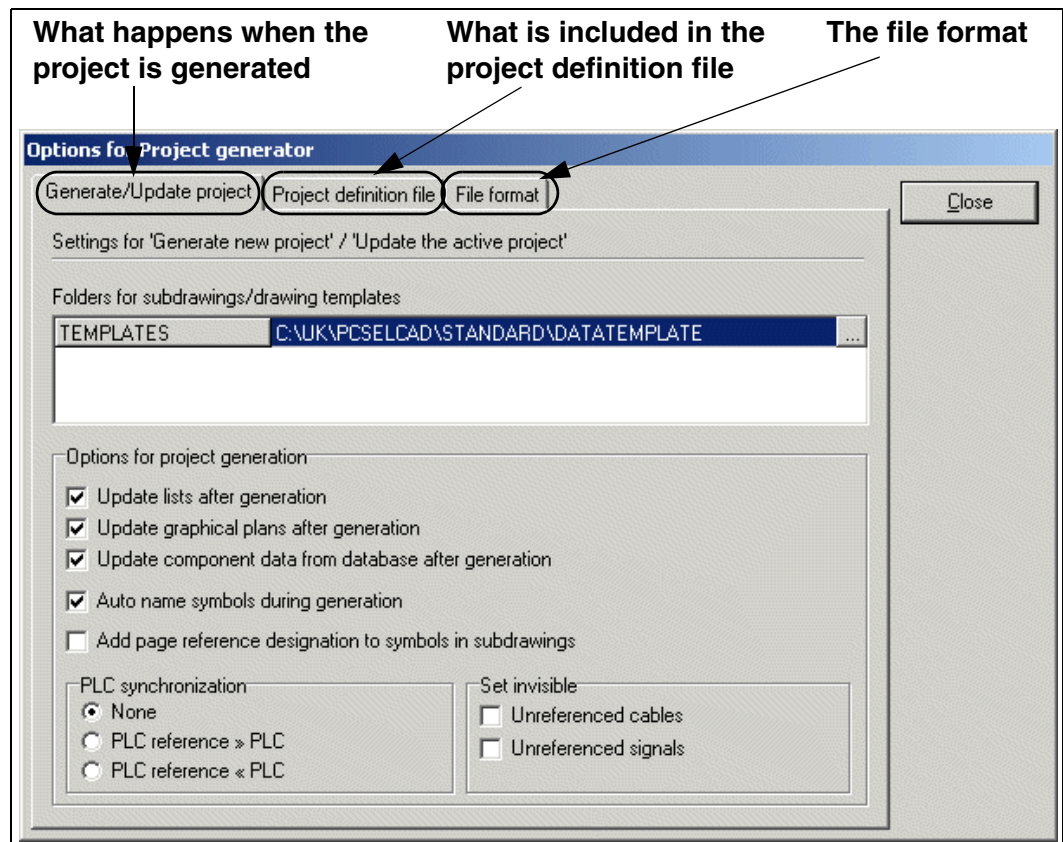 What happens when the
project is generated
What is included in the
project definition file
The file format
Options for Project generator
Generate/Update project
Project definition file
File format
Close
Settings for 'Generate new project' / 'Update the active project'
Folders for subdrawings/drawing templates
TEMPLATES
C:\UK\PCSELCAD\STANDARD\DATATEMPLATE
...
Options for project generation
Update lists after generation
Update graphical plans after generation
Update component data from database after generation
Auto name symbols during generation
Add page reference designation to symbols in subdrawings
PLC synchronization
None
PLC reference » PLC
PLC reference « PLC
Set invisible
Unreferenced cables
Unreferenced signals